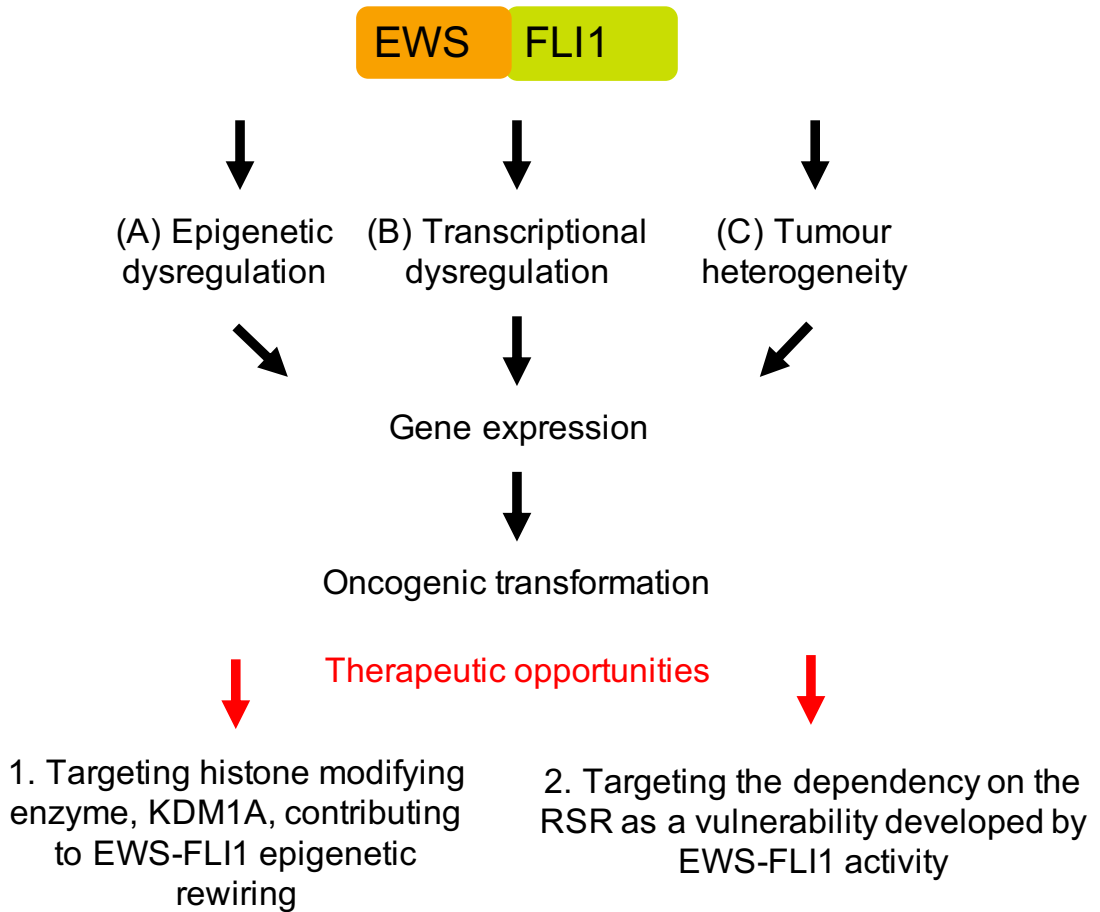 EWS FLI1
(A) Epigenetic
dysregulation
(B) Transcriptional
dysregulation
(C) Tumour
heterogeneity
Gene expression
Oncogenic transformation
Therapeutic opportunities
1. Targeting histone modifying
enzyme, KDM1A, contributing
to EWS-FLI1 epigenetic
rewiring
2. Targeting the dependency on the
RSR as a vulnerability developed by
EWS-FLI1 activity